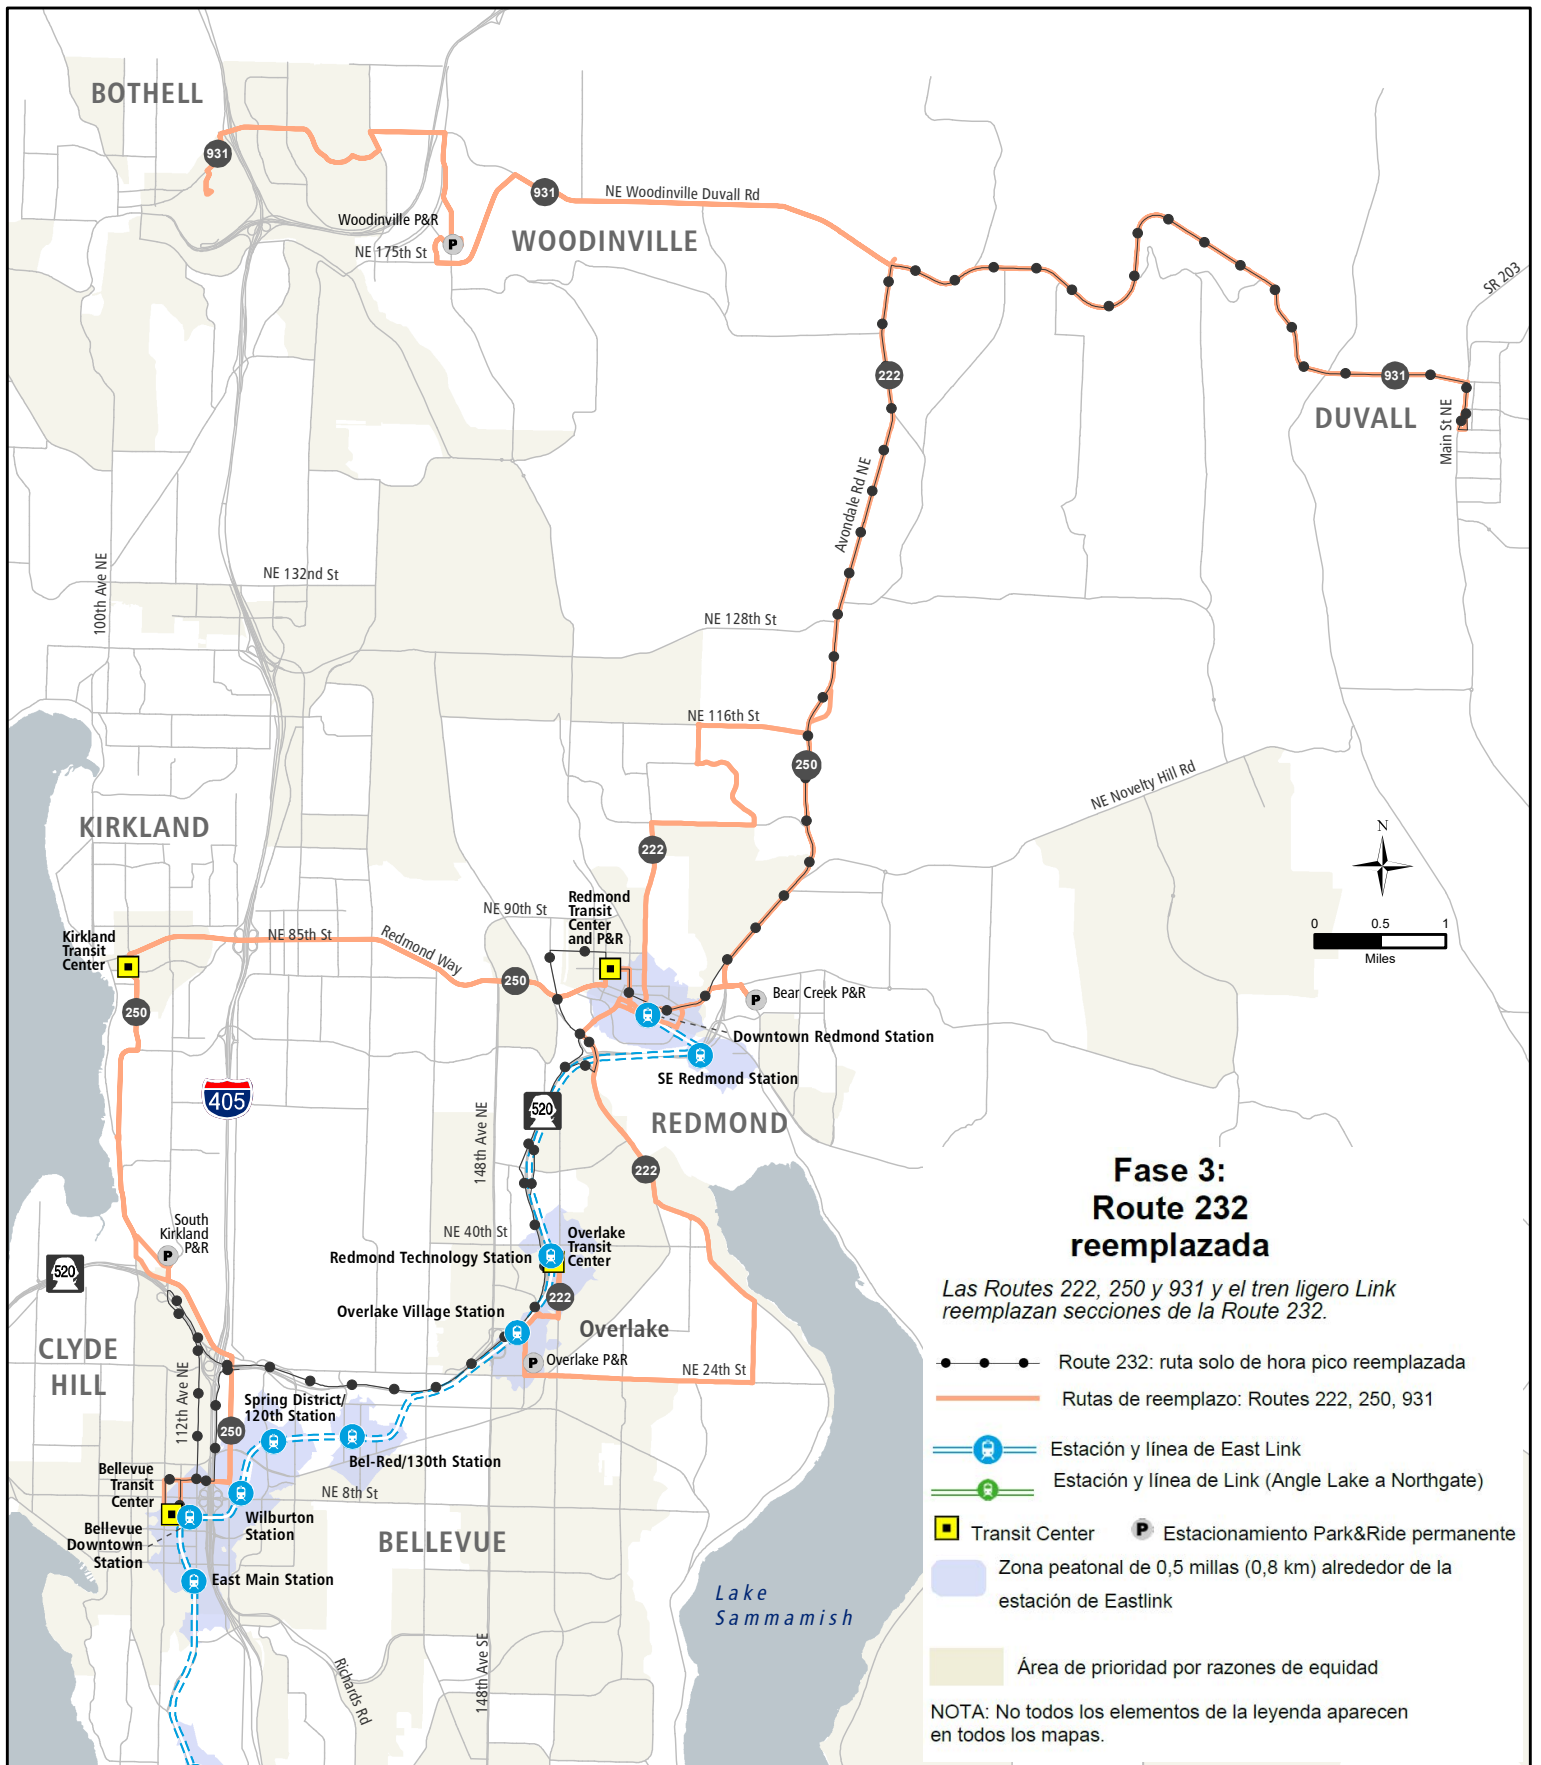 BOTHELL
931
931
NE Woodinville Duvall Rd
Woodinville P&R
P
NE 175th St
WOODINVILLE
SR 203
222
931
DUVALL
Main St NE
Avondale Rd NE
100th Ave NE
NE 132nd St
NE 128th St
NE 116th St
250
NE Novelty Hill Rd
KIRKLAND
222
N
0 0.5 1
Miles
Redmond
Transit
Center
and P&R
NE 90th St
Kirkland
Transit
Center
NE 85th St
Redmond Way
250
250
P
Bear Creek P&R
Downtown Redmond Station
SE Redmond Station
405
520
REDMOND
148th Ave NE
222
South
Kirkland
P&R
P
NE 40th St
Overlake
Transit
Center
Redmond Technology Station
520
222
Overlake Village Station
Overlake
CLYDE
HILL
P
Overlake P&R
NE 24th St
112th Ave NE
Spring District/
120th Station
250
Bel-Red/130th Station
Bellevue
Transit
Center
NE 8th St
Wilburton
Station
Bellevue
Downtown
Station
BELLEVUE
East Main Station
Lake
Sammamish
Richards Rd
148th Ave SE
Fase 3:
Route 232
reemplazada
Las Routes 222, 250 y 931 y el tren ligero Link
reemplazan secciones de la Route 232.
Route 232: ruta solo de hora pico reemplazada
Rutas de reemplazo: Routes 222, 250, 931
Estación y línea de East Link
Estación y línea de Link (Angle Lake a Northgate)
Transit Center P Estacionamiento Park&Ride permanente
Zona peatonal de 0,5 millas (0,8 km) alrededor de la
estación de Eastlink
Área de prioridad por razones de equidad
NOTA: No todos los elementos de la leyenda aparecen
en todos los mapas.